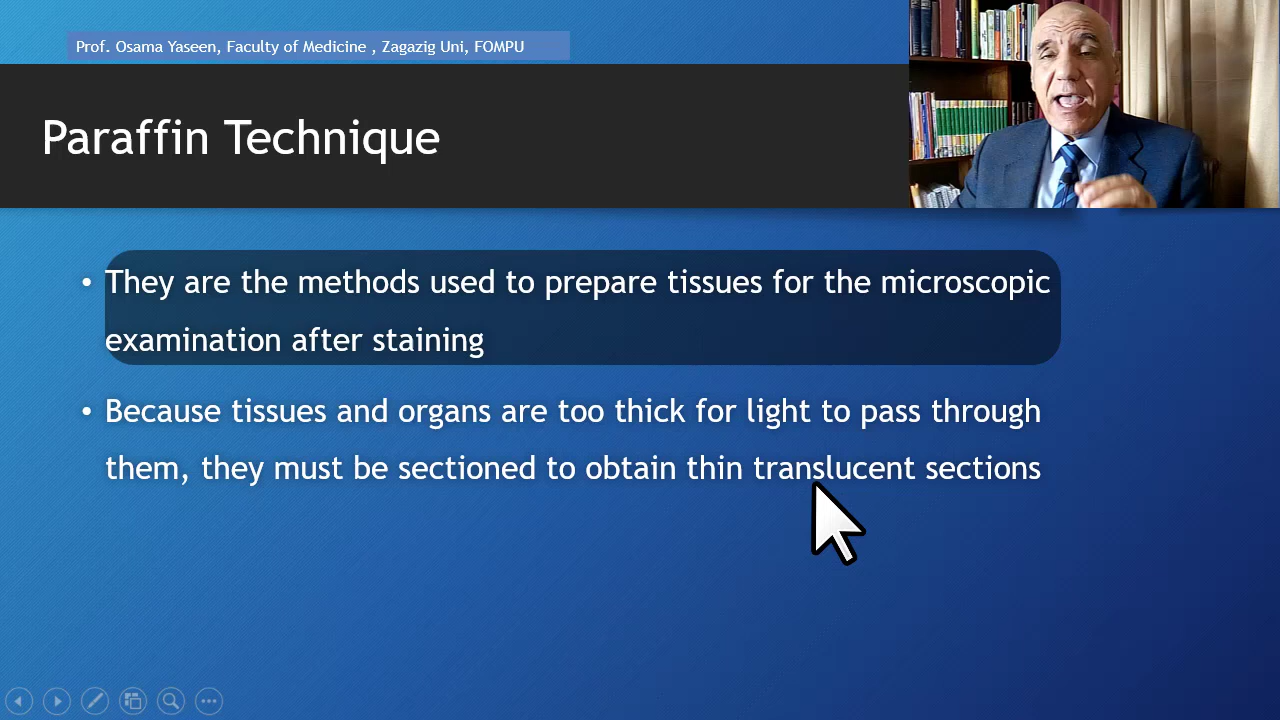 Prof. Osama Yaseen, Faculty of Medicine , Zagazig Uni, FOMPU
Paraffin Technique
• They are the methods used to prepare tissues for the microscopic
examination after staining
• Because tissues and organs are too thick for light to pass through
them, they must be sectioned to obtain thin translucent sections